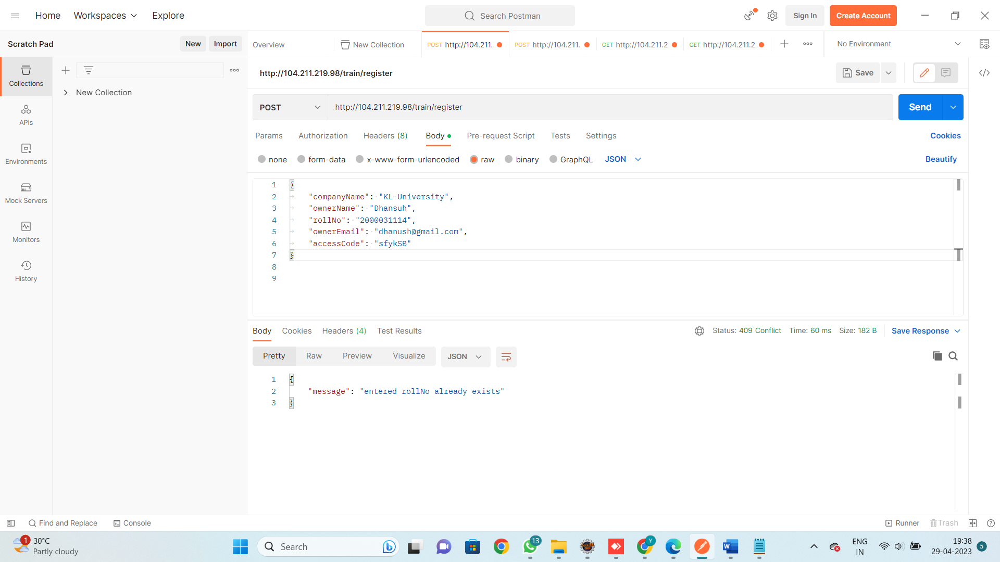 Home Workspaces Explore
Search Postman
Sign In Create Account
Scratch Pad New Import
Overview New Collection POST http://104.211. POST http://104.211. GET http://104.211.2 GET http://104.211.2 No Environment
Collections
APIs
Environments
Mock Servers
Monitors
History
New Collection
http://104.211.219.98/train/register
Save
POST http://104.211.219.98/train/register Send
Params Authorization Headers (8) Body Pre-request Script Tests Settings Cookies
none form-data x-www-form-urlencoded raw binary GraphQL JSON Beautify
1 {
2 "companyName": "KL University",
3 "ownerName": "Dhansuh",
4 "rollNo": "2000031114",
5 "ownerEmail": "dhanush@gmail.com",
6 "accessCode": "sfykSB"
7 }
8
9
Body Cookies Headers (4) Test Results Status: 409 Conflict Time: 60 ms Size: 182 B Save Response
Pretty Raw Preview Visualize JSON
1 {
2 "message": "entered rollNo already exists"
3 }
Find and Replace Console Runner Trash
1 30°C
Partly cloudy
Search
13
Y
ENG
IN
19:38
29-04-2023
5